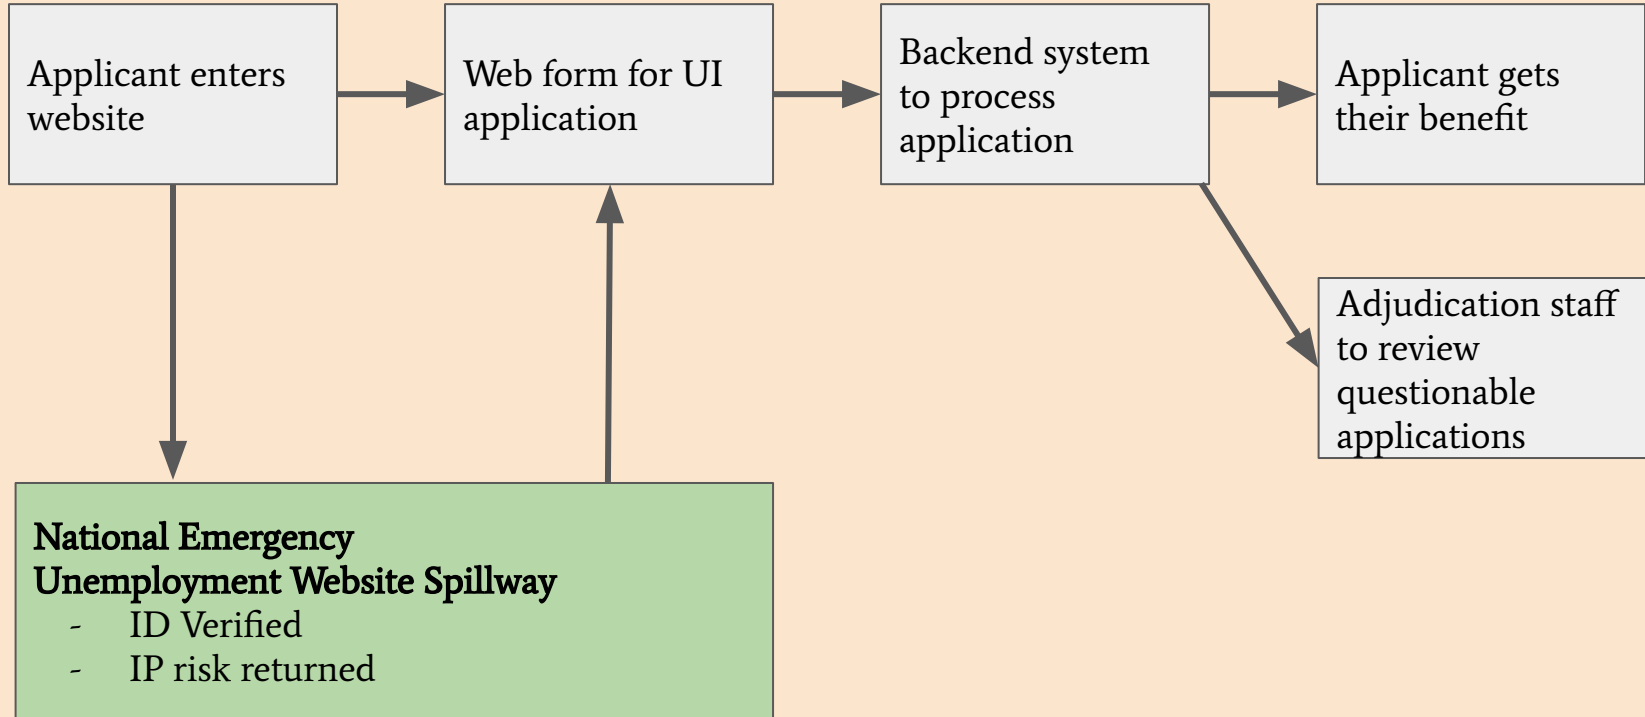 Applicant enters
website
Web form for UI
application
Backend system
to process
application
Applicant gets
their benefit
Adjudication staff
to review
questionable
applications
National Emergency
Unemployment Website Spillway
- ID Verified
- IP risk returned